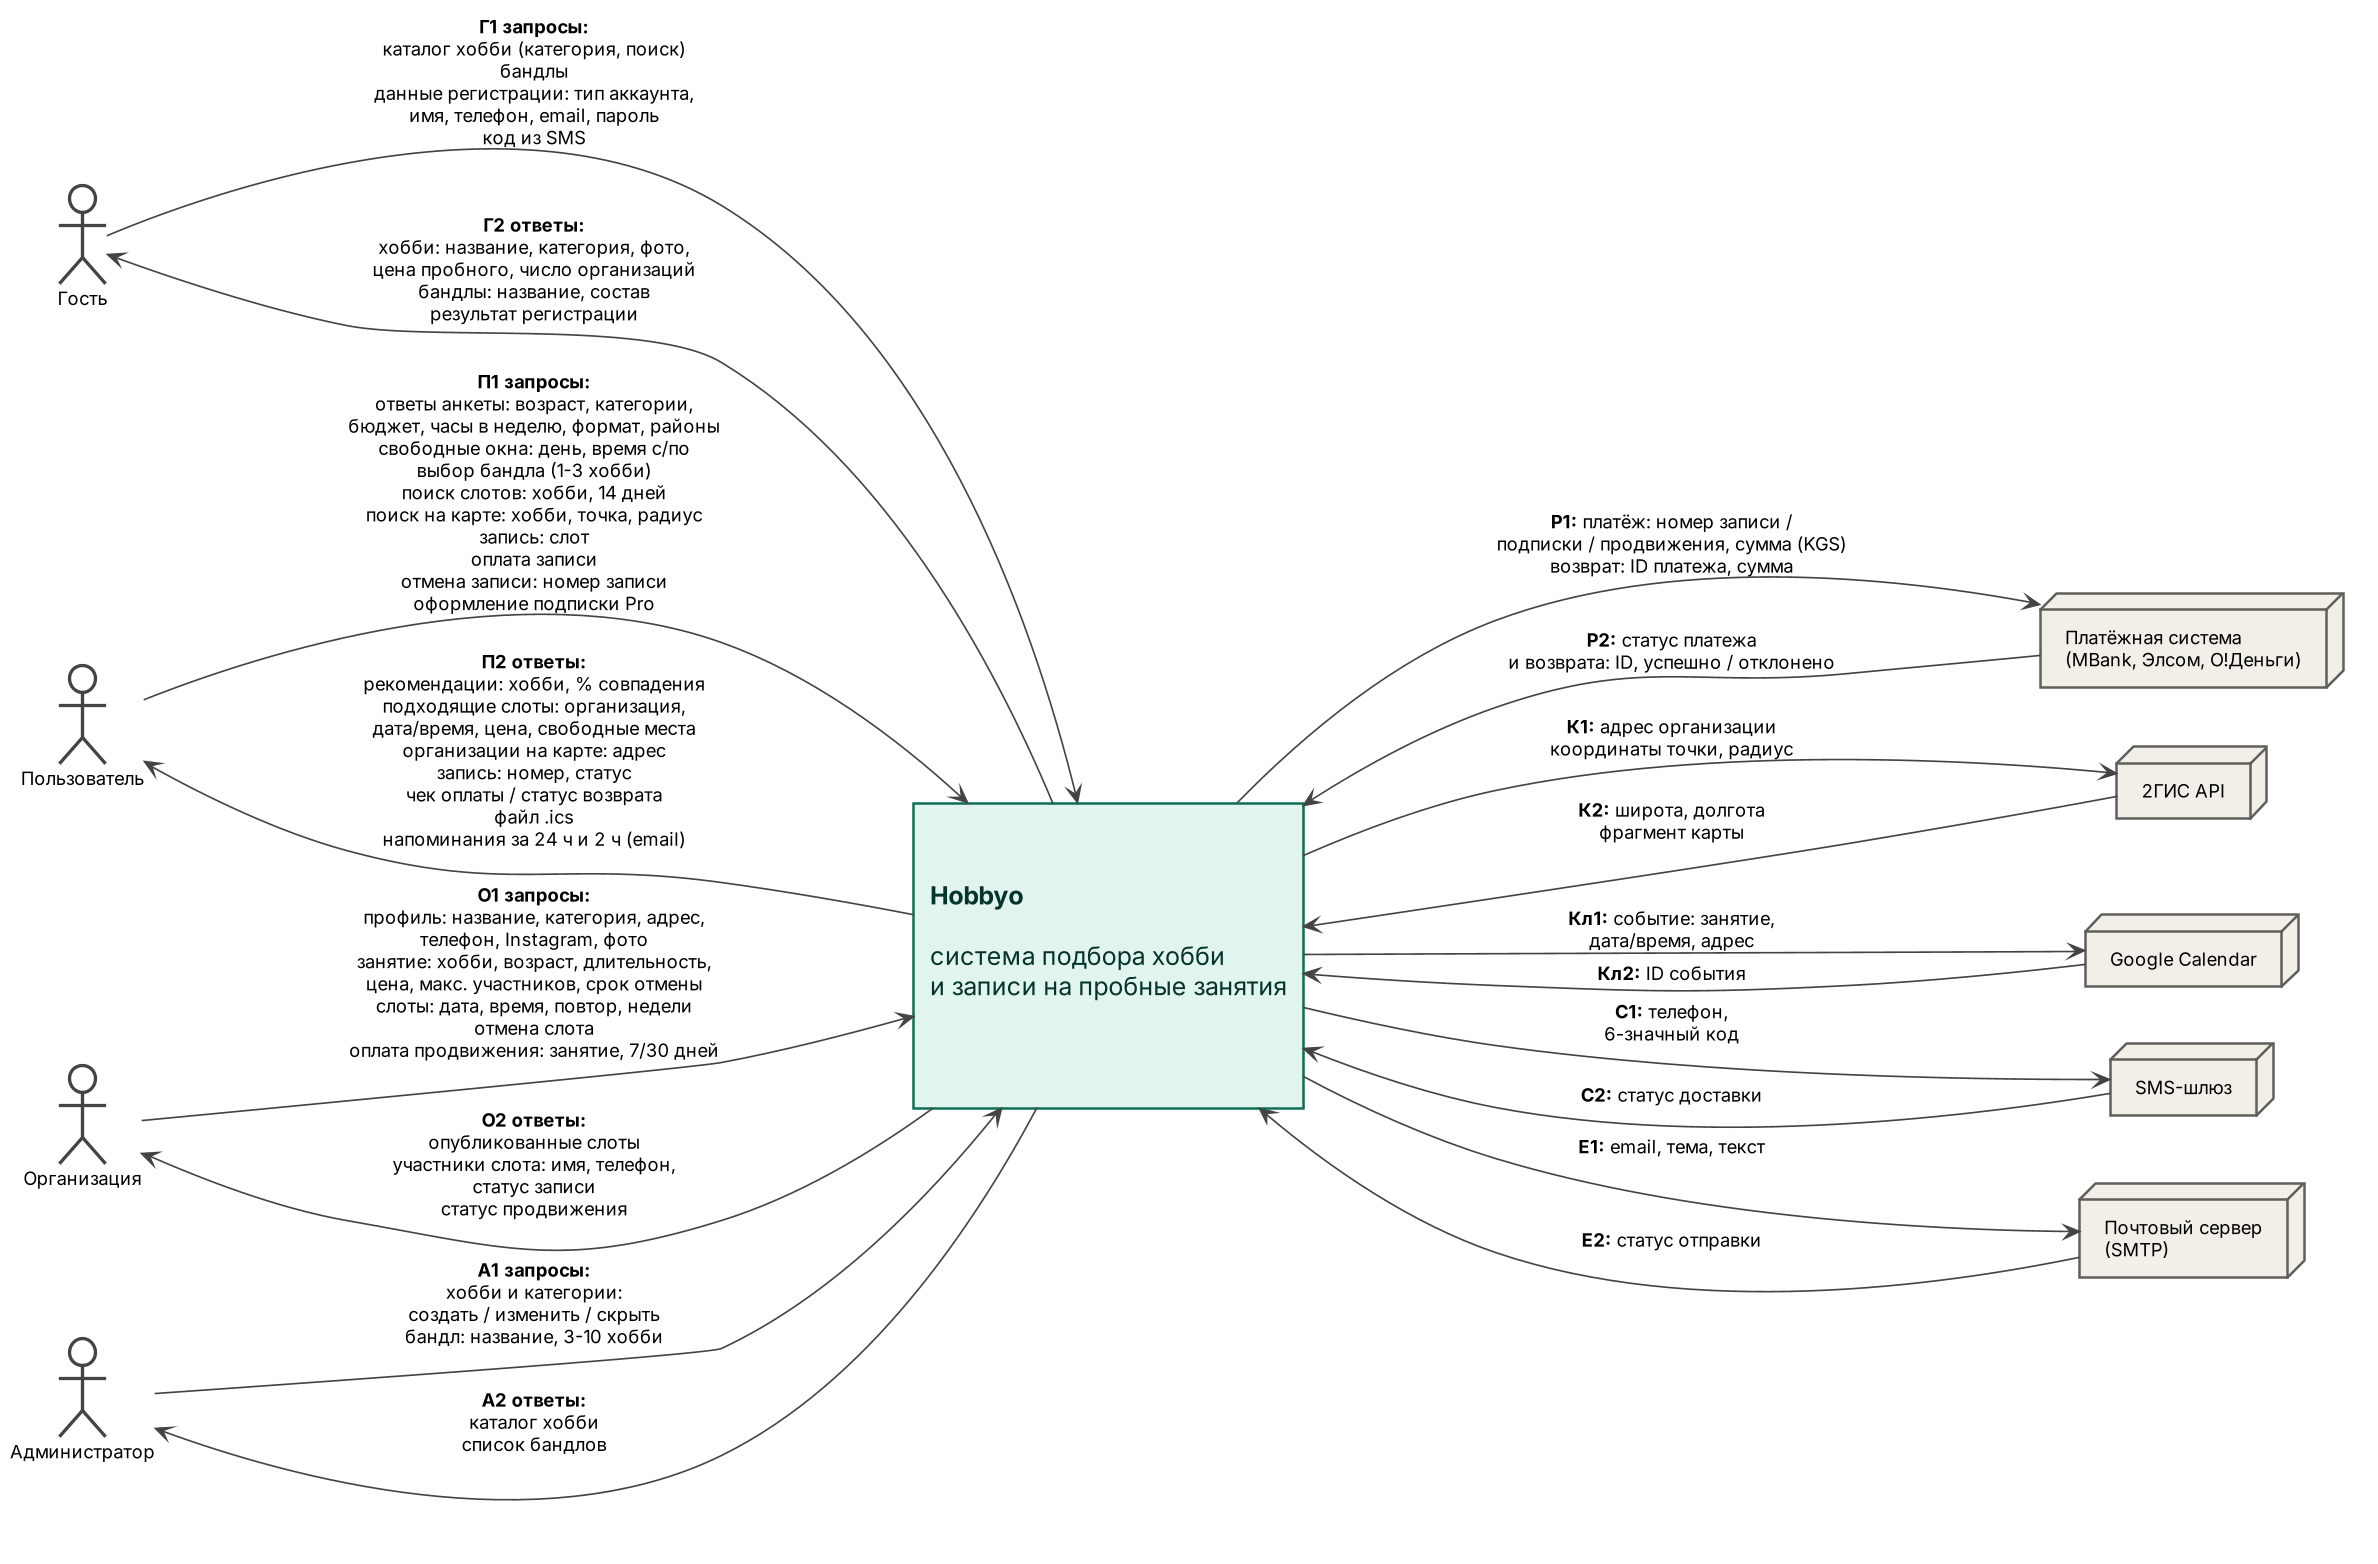 Г1 запросы:
каталог хобби (категория, поиск)
бандлы
данные регистрации: тип аккаунта,
имя, телефон, email, пароль
код из SMS
Гость
Г2 ответы:
хобби: название, категория, фото,
цена пробного, число организаций
бандлы: название, состав
результат регистрации
П1 запросы:
ответы анкеты: возраст, категории,
бюджет, часы в неделю, формат, районы
свободные окна: день, время с/по
выбор бандла (1-3 хобби)
поиск слотов: хобби, 14 дней
поиск на карте: хобби, точка, радиус
запись: слот
оплата записи
отмена записи: номер записи
оформление подписки Pro
Пользователь
П2 ответы:
рекомендации: хобби, % совпадения
подходящие слоты: организация,
дата/время, цена, свободные места
организации на карте: адрес
запись: номер, статус
чек оплаты / статус возврата
файл .ics
напоминания за 24 ч и 2 ч (email)
О1 запросы:
профиль: название, категория, адрес,
телефон, Instagram, фото
занятие: хобби, возраст, длительность,
цена, макс. участников, срок отмены
слоты: дата, время, повтор, недели
отмена слота
оплата продвижения: занятие, 7/30 дней
Организация
О2 ответы:
опубликованные слоты
участники слота: имя, телефон,
статус записи
статус продвижения
А1 запросы:
хобби и категории:
создать / изменить / скрыть
бандл: название, 3-10 хобби
Администратор
А2 ответы:
каталог хобби
список бандлов
Hobbyo
система подбора хобби
и записи на пробные занятия
Р1: платёж: номер записи /
подписки / продвижения, сумма (KGS)
возврат: ID платежа, сумма
Р2: статус платежа
и возврата: ID, успешно / отклонено
Платёжная система
(MBank, Элсом, О!Деньги)
К1: адрес организации
координаты точки, радиус
К2: широта, долгота
фрагмент карты
2ГИС API
Кл1: событие: занятие,
дата/время, адрес
Кл2: ID события
Google Calendar
С1: телефон,
6-значный код
С2: статус доставки
SMS-шлюз
Е1: email, тема, текст
Е2: статус отправки
Почтовый сервер
(SMTP)